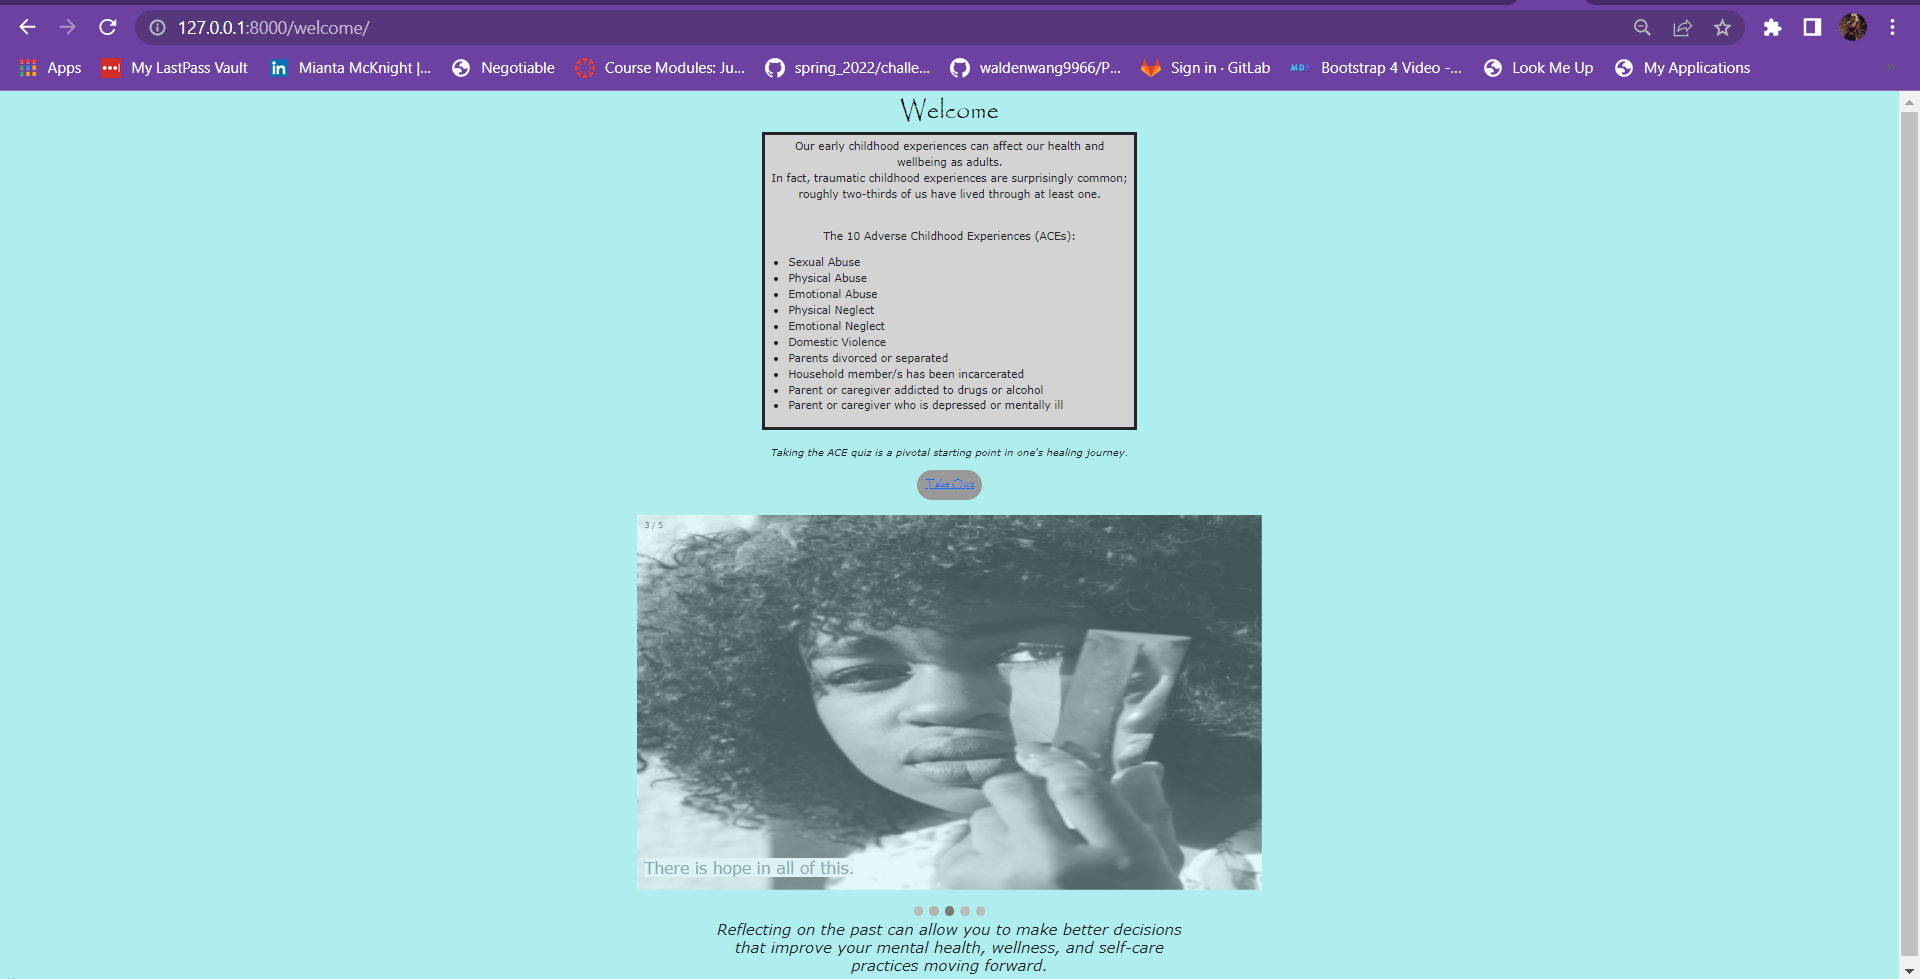 127.0.0.1:8000/welcome/
Apps
My LastPass Vault
Mianta McKnight |...
Negotiable
Course Modules: Ju...
spring_2022/challe...
waldenwang9966/P...
Sign in · GitLab
Bootstrap 4 Video -...
Look Me Up
My Applications
»
Welcome
Our early childhood experiences can affect our health and
wellbeing as adults.
In fact, traumatic childhood experiences are surprisingly common;
roughly two-thirds of us have lived through at least one.
The 10 Adverse Childhood Experiences (ACEs):
• Sexual Abuse
• Physical Abuse
• Emotional Abuse
• Physical Neglect
• Emotional Neglect
• Domestic Violence
• Parents divorced or separated
• Household member/s has been incarcerated
• Parent or caregiver addicted to drugs or alcohol
• Parent or caregiver who is depressed or mentally ill
Taking the ACE quiz is a pivotal starting point in one's healing journey.
Take Quiz
3 / 5
There is hope in all of this.
Reflecting on the past can allow you to make better decisions
that improve your mental health, wellness, and self-care
practices moving forward.